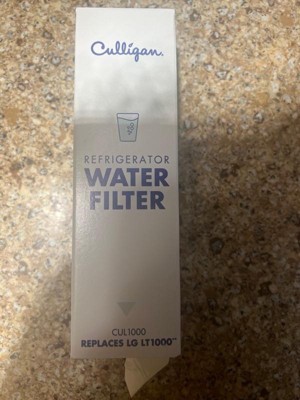 Culligan.
REFRIGERATOR
WATER
FILTER
CUL1000
REPLACES LG LT1000™